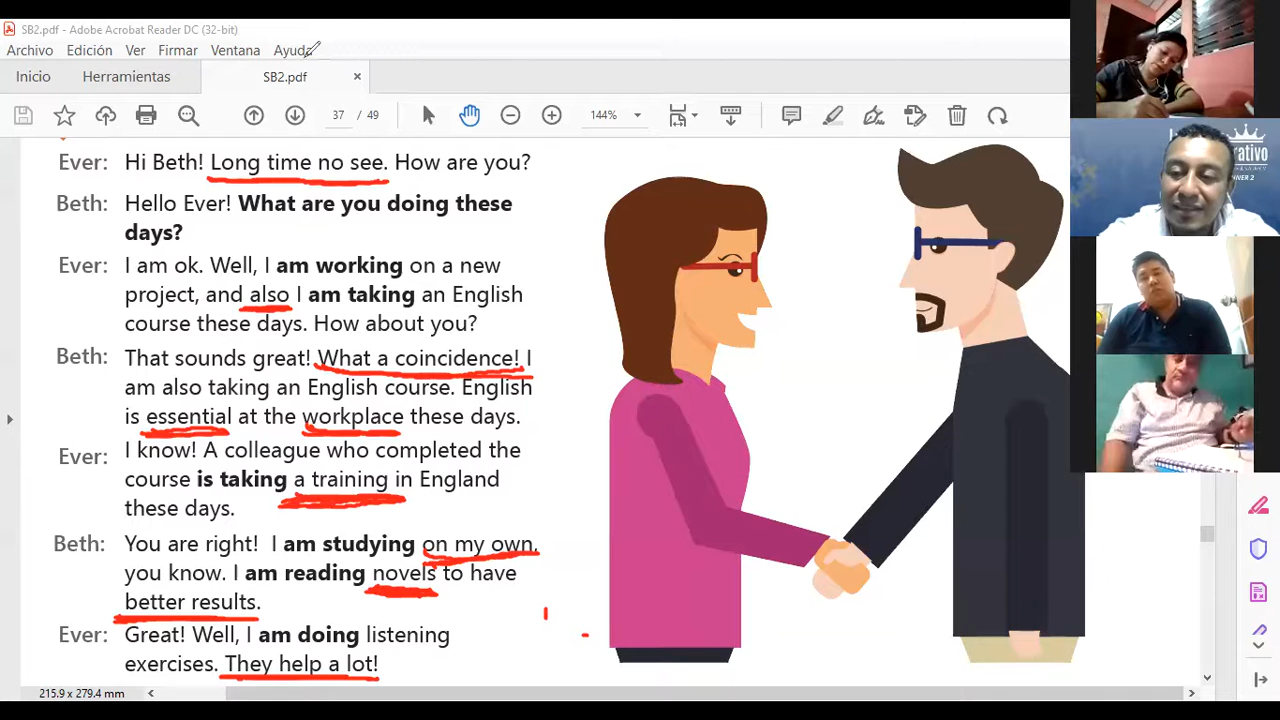 SB2.pdf - Adobe Acrobat Reader DC (32-bit)
Archivo Edición Ver Firmar Ventana Ayuda
Inicio Herramientas SB2.pdf ×
37 / 49 144%
Ever: Hi Beth! Long time no see. How are you?
Beth: Hello Ever! What are you doing these
days?
Ever: I am ok. Well, I am working on a new
project, and also I am taking an English
course these days. How about you?
Beth: That sounds great! What a coincidence! I
am also taking an English course. English
is essential at the workplace these days.
Ever: I know! A colleague who completed the
course is taking a training in England
these days.
Beth: You are right! I am studying on my own,
you know. I am reading novels to have
better results.
Ever: Great! Well, I am doing listening
exercises. They help a lot!
215.9 x 279.4 mm